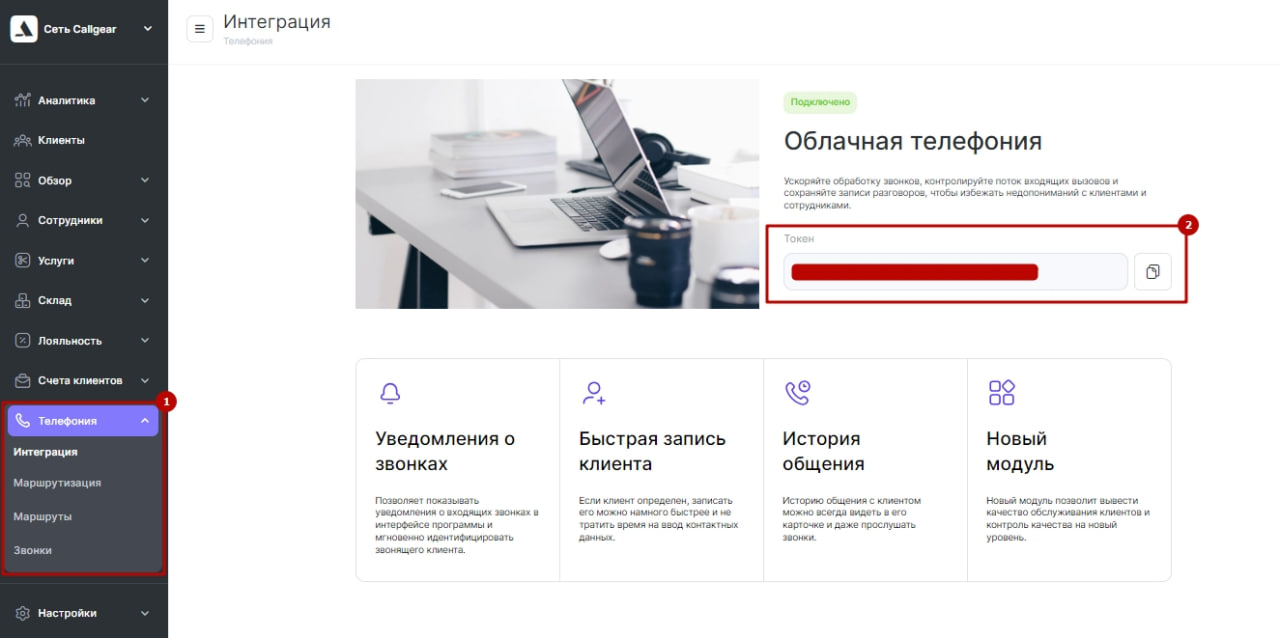 Сеть Callgear
Аналитика
Клиенты
Обзор
Сотрудники
Услуги
Склад
Лояльность
Счета клиентов
1
Телефония
Интеграция
Маршрутизация
Маршруты
Звонки
Настройки
Интеграция
Телефония
Подключено
Облачная телефония
Ускоряйте обработку звонков, контролируйте поток входящих вызовов и
сохраняйте записи разговоров, чтобы избежать недопониманий с клиентами и
сотрудниками.
2
Токен
Уведомления о
звонках
Позволяет показывать
уведомления о входящих звонках в
интерфейсе программы и
мгновенно идентифицировать
звонящего клиента.
Быстрая запись
клиента
Если клиент определен, записать
его можно намного быстрее и не
тратить время на ввод контактных
данных.
История
общения
Историю общения с клиентом
можно всегда видеть в его
карточке и даже прослушать
звонки.
Новый
модуль
Новый модуль позволит вывести
качество обслуживания клиентов и
контроль качества на новый
уровень.